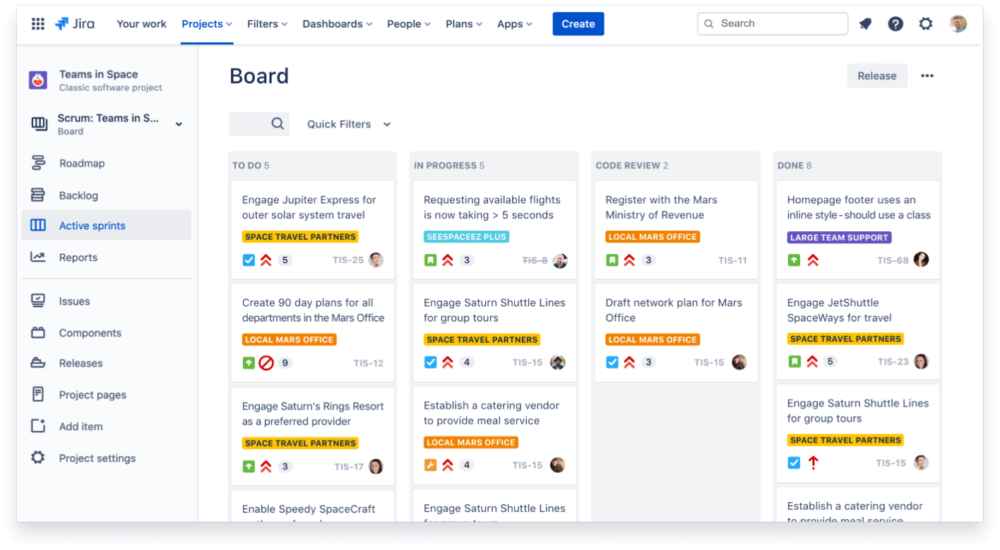 Jira
Your work
Projects
Filters
Dashboards
People
Plans
Apps
Create
Search
Teams in Space
Classic software project
Scrum: Teams in S...
Board
Roadmap
Backlog
Active sprints
Reports
Issues
Components
Releases
Project pages
Add item
Project settings
Board
Release
Quick Filters
TO DO 5
Engage Jupiter Express for
outer solar system travel
SPACE TRAVEL PARTNERS
5
TIS-25
Create 90 day plans for all
departments in the Mars Office
LOCAL MARS OFFICE
9
TIS-12
Engage Saturn's Rings Resort
as a preferred provider
SPACE TRAVEL PARTNERS
3
TIS-17
Enable Speedy SpaceCraft
IN PROGRESS 5
Requesting available flights
is now taking > 5 seconds
SEESPACEEZ PLUS
3
TIS-8
Engage Saturn Shuttle Lines
for group tours
SPACE TRAVEL PARTNERS
4
TIS-15
Establish a catering vendor
to provide meal service
LOCAL MARS OFFICE
4
TIS-15
Engage Saturn Shuttle Lines
for group tours
CODE REVIEW 2
Register with the Mars
Ministry of Revenue
LOCAL MARS OFFICE
3
TIS-11
Draft network plan for Mars
Office
LOCAL MARS OFFICE
3
TIS-15
DONE 8
Homepage footer uses an
inline style-should use a class
LARGE TEAM SUPPORT
TIS-68
Engage JetShuttle
SpaceWays for travel
SPACE TRAVEL PARTNERS
5
TIS-23
Engage Saturn Shuttle Lines
for group tours
SPACE TRAVEL PARTNERS
TIS-15
Establish a catering vendor
to provide meal service